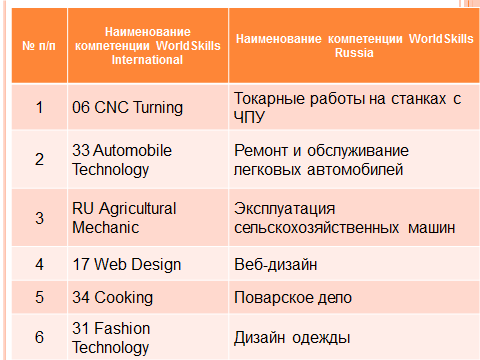 № п/п
Наименование
компетенции WorldSkills
International
Наименование компетенции WorldSkills
Russia
1
06 CNC Turning
Токарные работы на станках с
ЧПУ
2
33 Automobile
Technology
Ремонт и обслуживание
легковых автомобилей
3
RU Agricultural
Mechanic
Эксплуатация
сельскохозяйственных машин
4
17 Web Design
Веб-дизайн
5
34 Cooking
Поварское дело
6
31 Fashion
Technology
Дизайн одежды